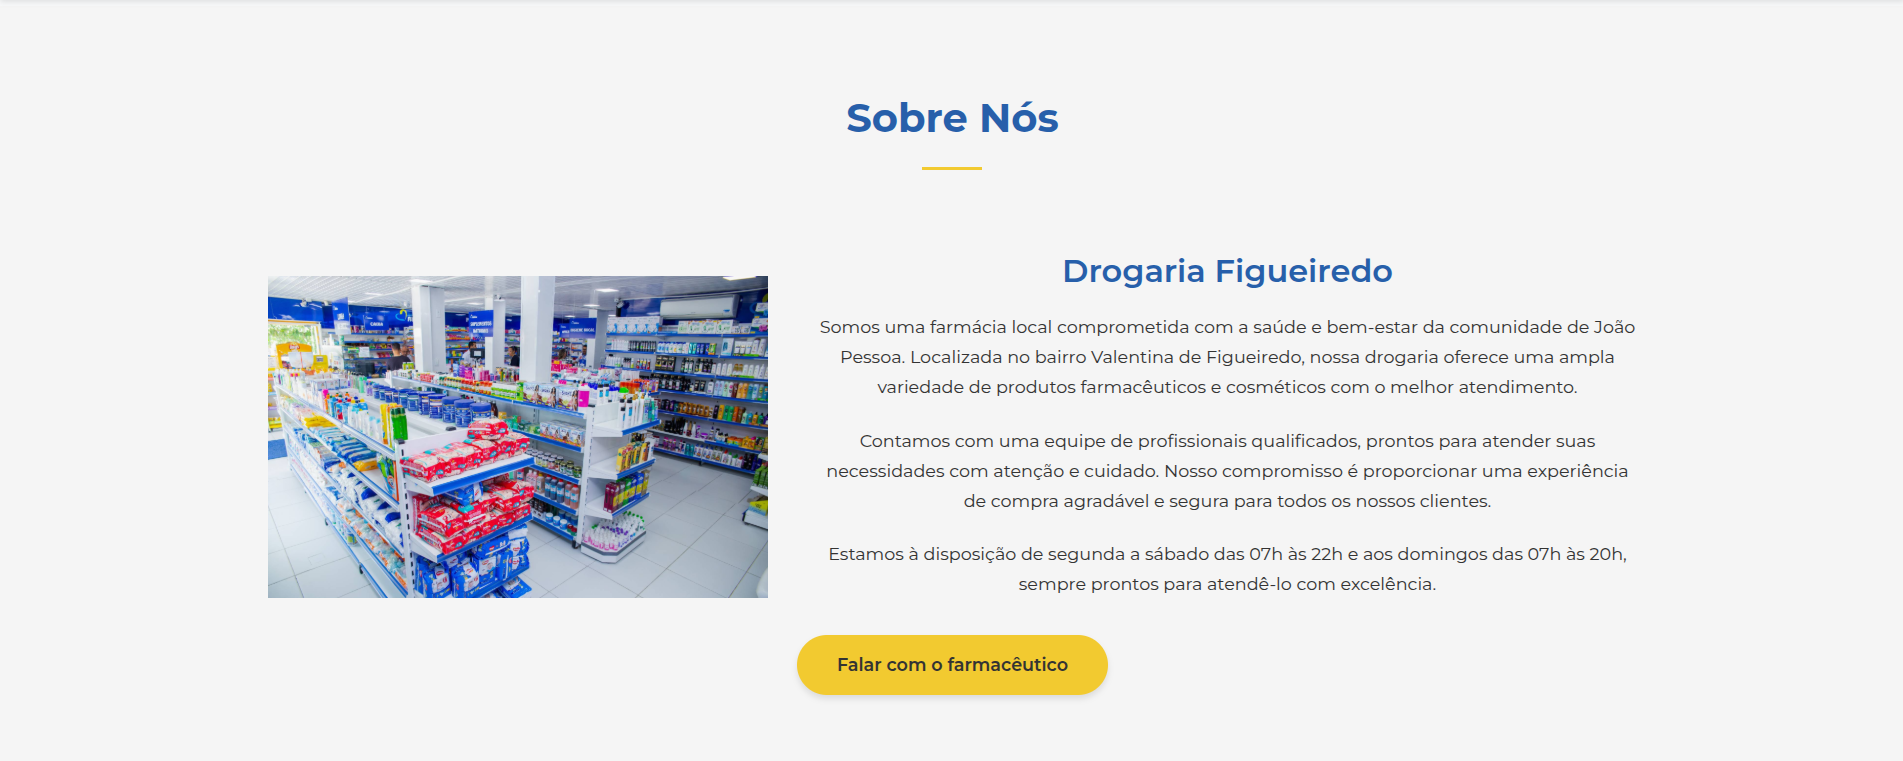 Sobre Nós
Drogaria Figueiredo
Somos uma farmácia local comprometida com a saúde e bem-estar da comunidade de João
Pessoa. Localizada no bairro Valentina de Figueiredo, nossa drogaria oferece uma ampla
variedade de produtos farmacêuticos e cosméticos com o melhor atendimento.
Contamos com uma equipe de profissionais qualificados, prontos para atender suas
necessidades com atenção e cuidado. Nosso compromisso é proporcionar uma experiência
de compra agradável e segura para todos os nossos clientes.
Estamos à disposição de segunda a sábado das 07h às 22h e aos domingos das 07h às 20h,
sempre prontos para atendê-lo com excelência.
Falar com o farmacêutico